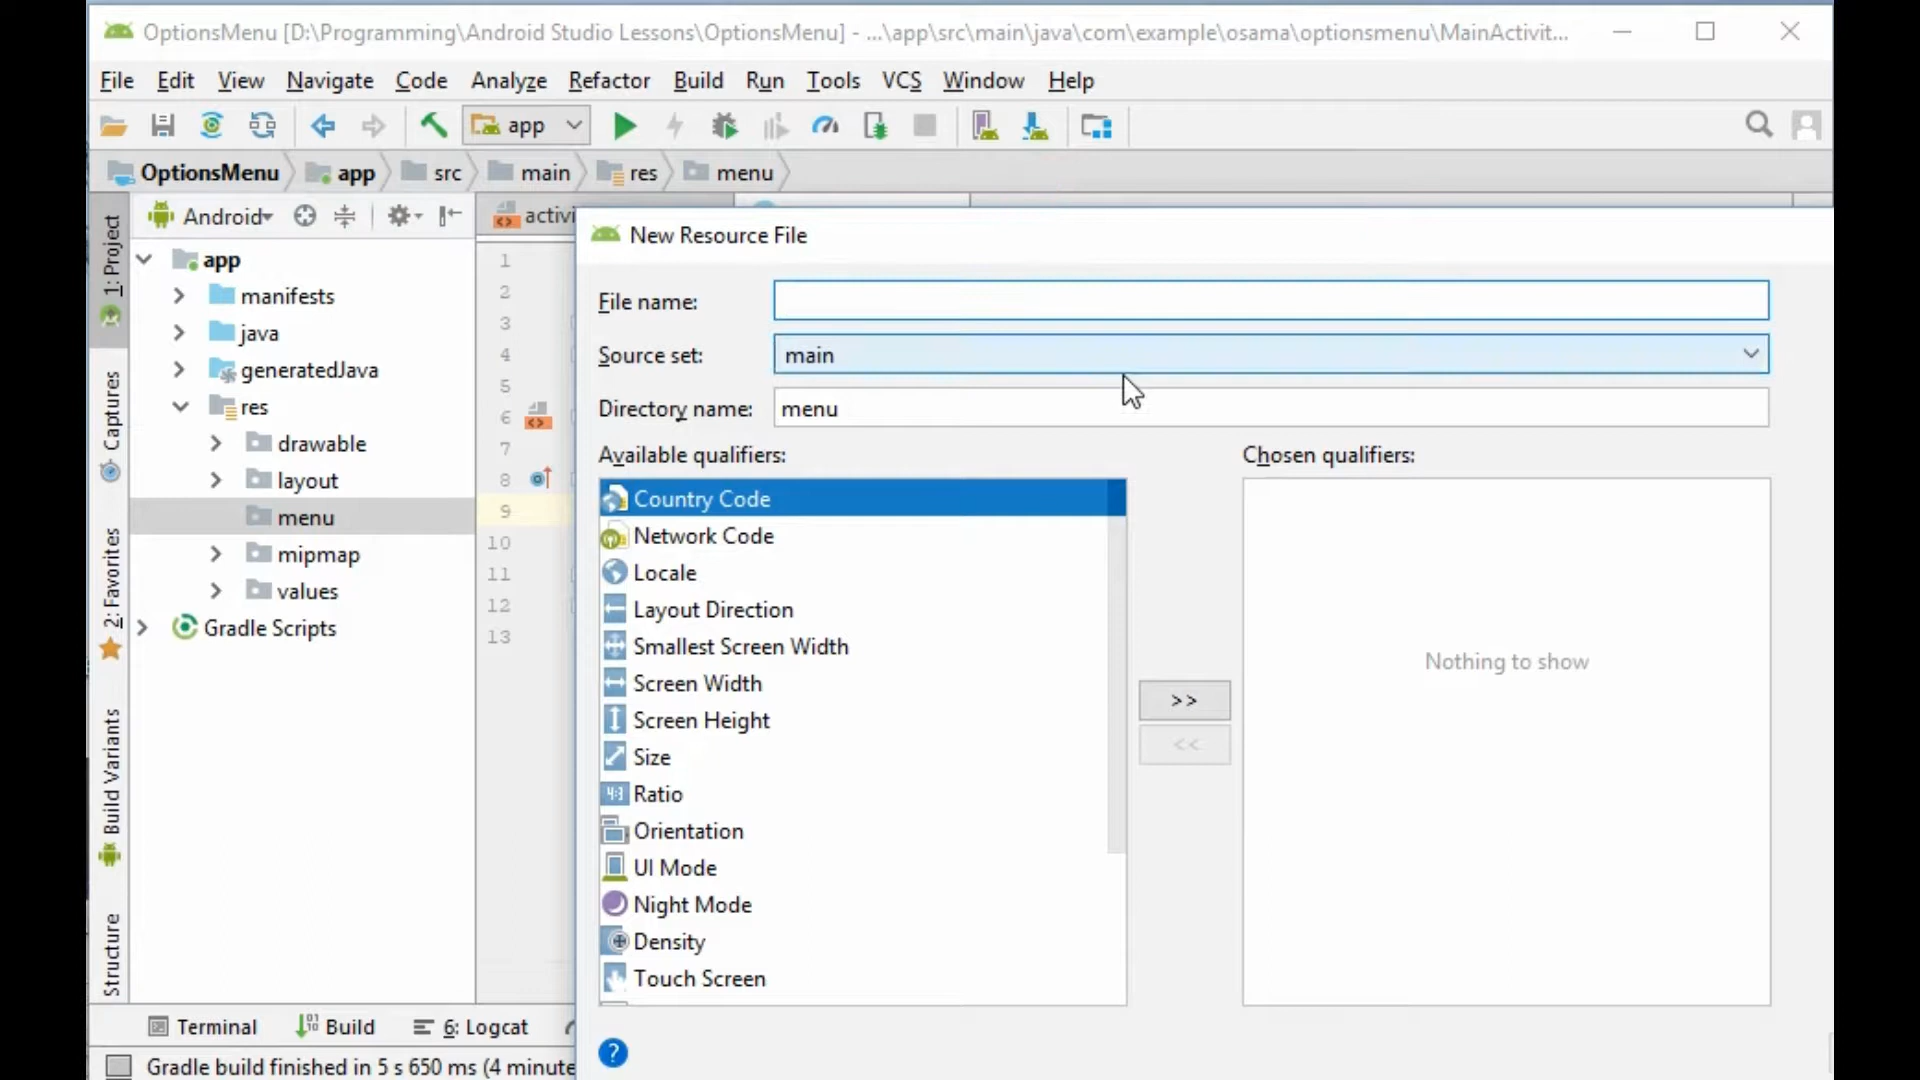 OptionsMenu [D:\Programming\Android Studio Lessons\OptionsMenu] - ...\app\src\main\java\com\example\osama\optionsmenu\MainActivit...
File Edit View Navigate Code Analyze Refactor Build Run Tools VCS Window Help
app
OptionsMenu app src main res menu
Android
activi
New Resource File
1: Project
Captures
2: Favorites
Build Variants
Structure
app
manifests
java
generatedJava
res
drawable
layout
menu
mipmap
values
Gradle Scripts
1
2
3
4
5
6
7
8
9
10
11
12
13
File name:
Source set: main
Directory name: menu
Available qualifiers:
Chosen qualifiers:
Country Code
Network Code
Locale
Layout Direction
Smallest Screen Width
Screen Width
Screen Height
Size
Ratio
Orientation
UI Mode
Night Mode
Density
Touch Screen
>>
<<
Nothing to show
?
Terminal Build 6: Logcat
Gradle build finished in 5 s 650 ms (4 minute